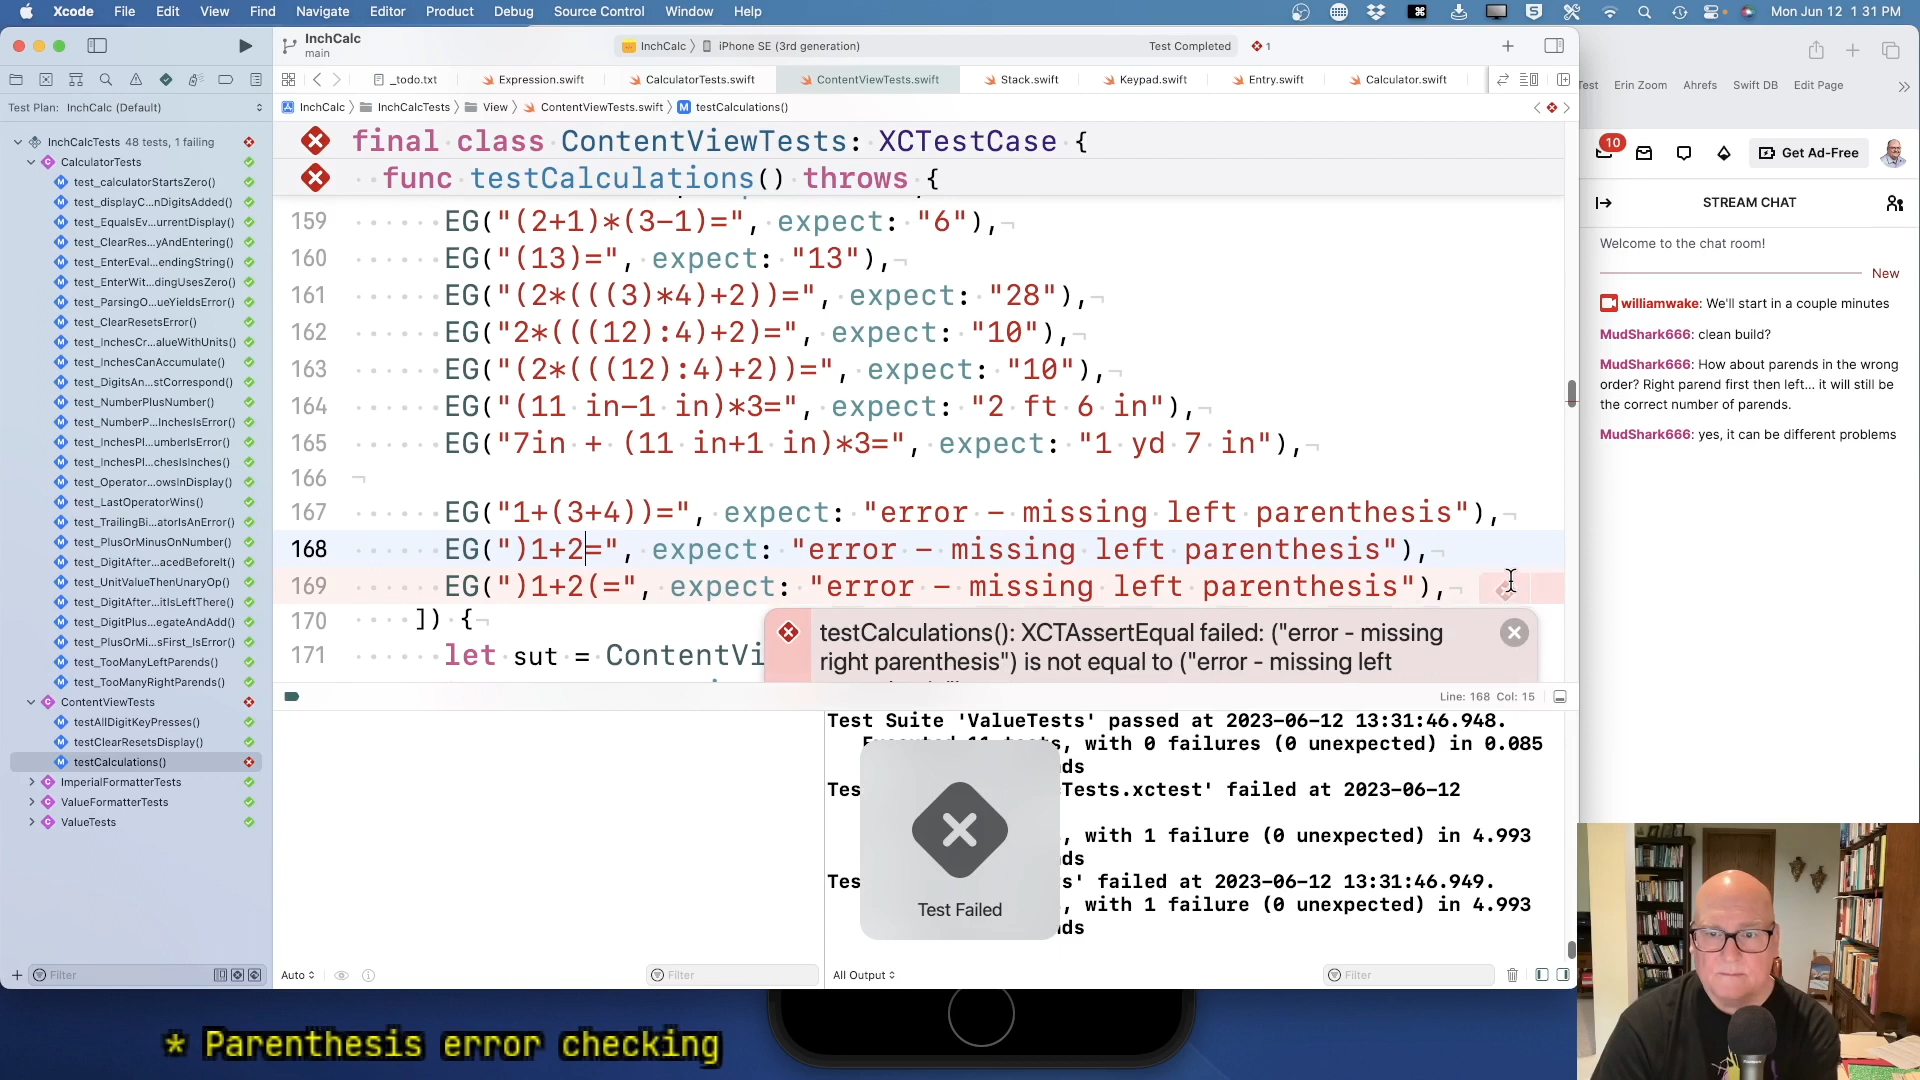 Xcode File Edit View Find Navigate Editor Product Debug Source Control Window Help
Mon Jun 12 1:31 PM
InchCalc
main
InchCalc
iPhone SE (3rd generation)
Test Completed
1
_todo.txt
Expression.swift
CalculatorTests.swift
ContentViewTests.swift
Stack.swift
Keypad.swift
Entry.swift
Calculator.swift
Test Plan: InchCalc (Default)
InchCalc
InchCalcTests
View
ContentViewTests.swift
testCalculations()
InchCalcTests 48 tests, 1 failing
CalculatorTests
test_calculatorStartsZero()
test_displayC...nDigitsAdded()
test_EqualsEv...urrentDisplay()
test_ClearRes...yAndEntering()
test_EnterEval...endingString()
test_EnterWit...dingUsesZero()
test_ParsingO...ueYieldsError()
test_ClearResetsError()
test_InchesCr...alueWithUnits()
test_InchesCanAccumulate()
test_DigitsAn...stCorrespond()
test_NumberPlusNumber()
test_NumberP...InchesIsError()
test_InchesPl...umberIsError()
test_InchesPl...chesIsInches()
test_Operator...owsInDisplay()
test_LastOperatorWins()
test_TrailingBi...atorIsAnError()
test_PlusOrMinusOnNumber()
test_DigitAfter...acedBeforeIt()
test_UnitValueThenUnaryOp()
test_DigitAfter...itIsLeftThere()
test_DigitPlus...egateAndAdd()
test_PlusOrMi...sFirst_IsError()
test_TooManyLeftParends()
test_TooManyRightParends()
ContentViewTests
testAllDigitKeyPresses()
testClearResetsDisplay()
testCalculations()
ImperialFormatterTests
ValueFormatterTests
ValueTests
Filter
final class ContentViewTests: XCTestCase {
func testCalculations() throws {
159 EG("(2+1)*(3-1)=", expect: "6"),
160 EG("(13)=", expect: "13"),
161 EG("(2*(((3)*4)+2))=", expect: "28"),
162 EG("2*(((12):4)+2)=", expect: "10"),
163 EG("(2*(((12):4)+2))=", expect: "10"),
164 EG("(11 in-1 in)*3=", expect: "2 ft 6 in"),
165 EG("7in + (11 in+1 in)*3=", expect: "1 yd 7 in"),
166
167 EG("1+(3+4))=", expect: "error - missing left parenthesis"),
168 EG(")1+2=", expect: "error - missing left parenthesis"),
169 EG(")1+2(=", expect: "error - missing left parenthesis"),
170 ]) {
171 let sut = ContentVi
testCalculations(): XCTAssertEqual failed: ("error - missing
right parenthesis") is not equal to ("error - missing left
Line: 168 Col: 15
Test Suite 'ValueTests' passed at 2023-06-12 13:31:46.948.
with 0 failures (0 unexpected) in 0.085
Tests.xctest' failed at 2023-06-12
, with 1 failure (0 unexpected) in 4.993
failed at 2023-06-12 13:31:46.949.
, with 1 failure (0 unexpected) in 4.993
Test Failed
Auto
Filter
All Output
Filter
Erin Zoom
Ahrefs
Swift DB
Edit Page
10
Get Ad-Free
STREAM CHAT
Welcome to the chat room!
New
williamwake: We'll start in a couple minutes
MudShark666: clean build?
MudShark666: How about parends in the wrong
order? Right parend first then left... it will still be
the correct number of parends.
MudShark666: yes, it can be different problems
* Parenthesis error checking